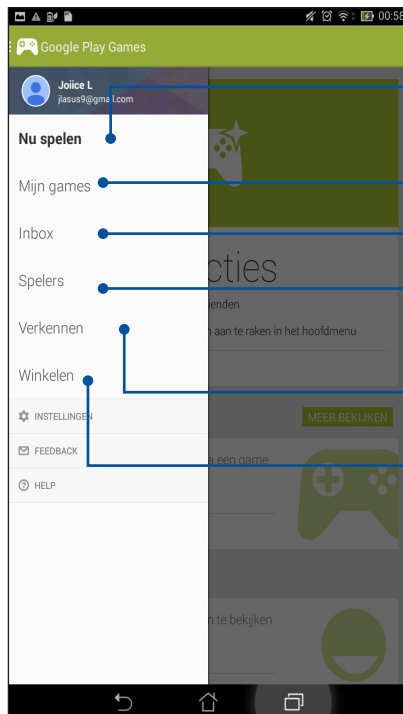 00:58
Google Play Games
Joiice L
jlasus9@gmail.com
Nu spelen
Mijn games
Inbox
Spelers
Verkennen
Winkelen
INSTELLINGEN
FEEDBACK
HELP
cties
enden
n aan te raken in het hoofdmenu
MEER BEKIJKEN
a een game
n te bekijken